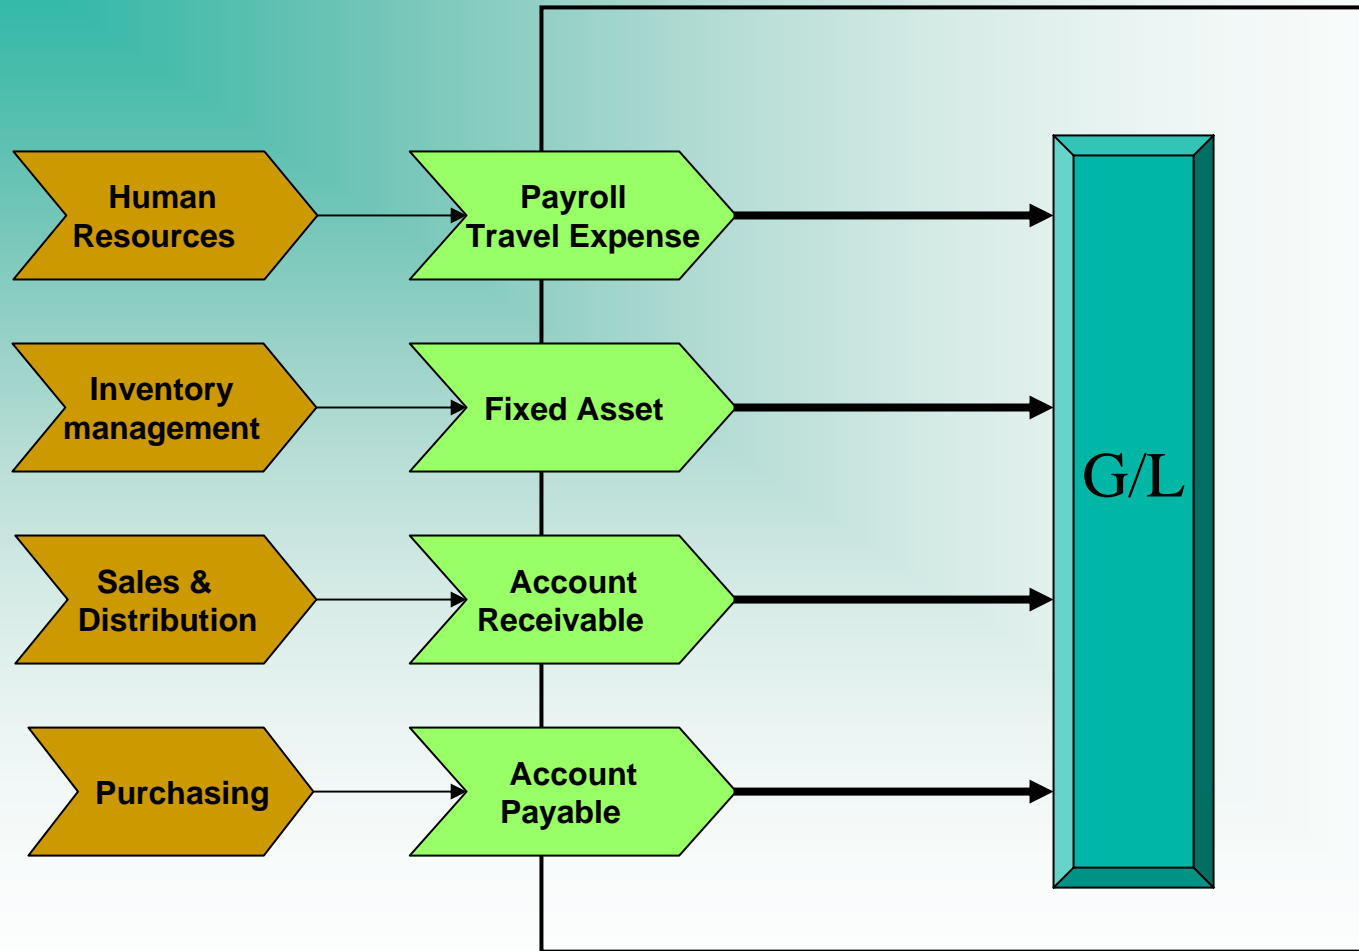 Human
Resources
Payroll
Travel Expense
Inventory
management
Fixed Asset
Sales &
Distribution
Account
Receivable
Purchasing
Account
Payable
G/L